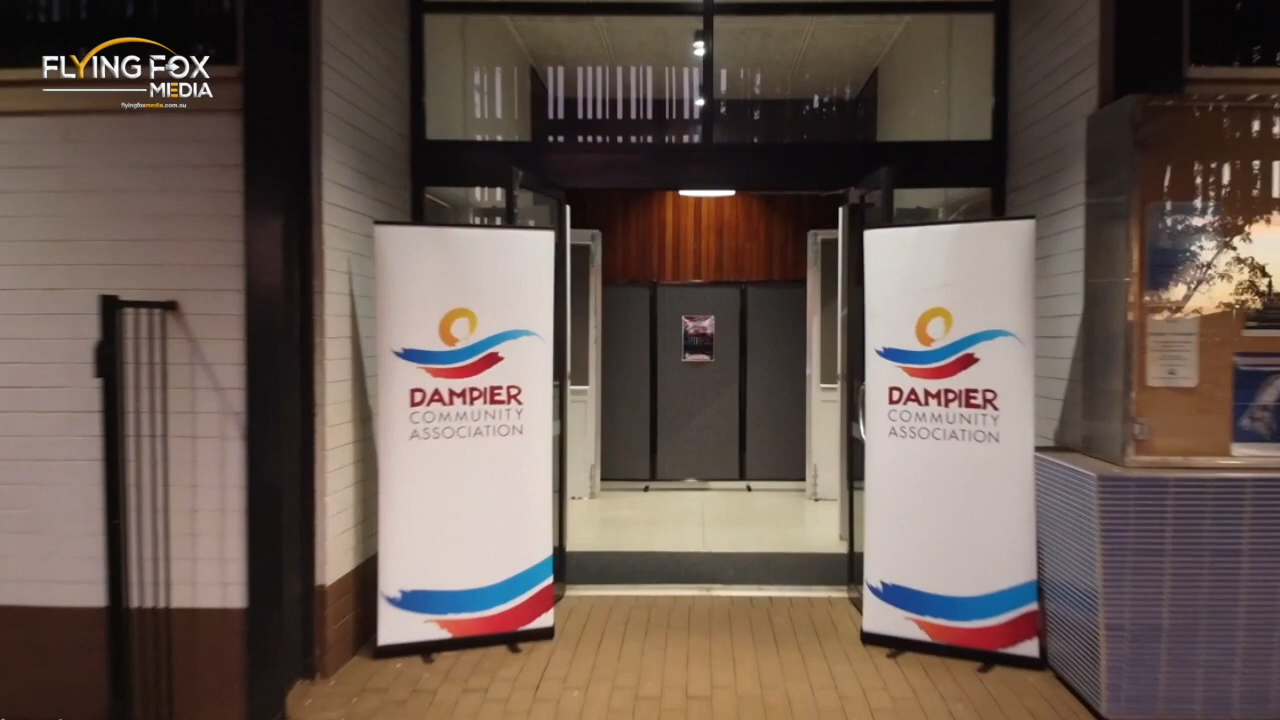 FLYING FOX
MEDIA
flyingfoxmedia.com.au
DAMPIER
COMMUNITY
ASSOCIATION
DAMPIER
COMMUNITY
ASSOCIATION